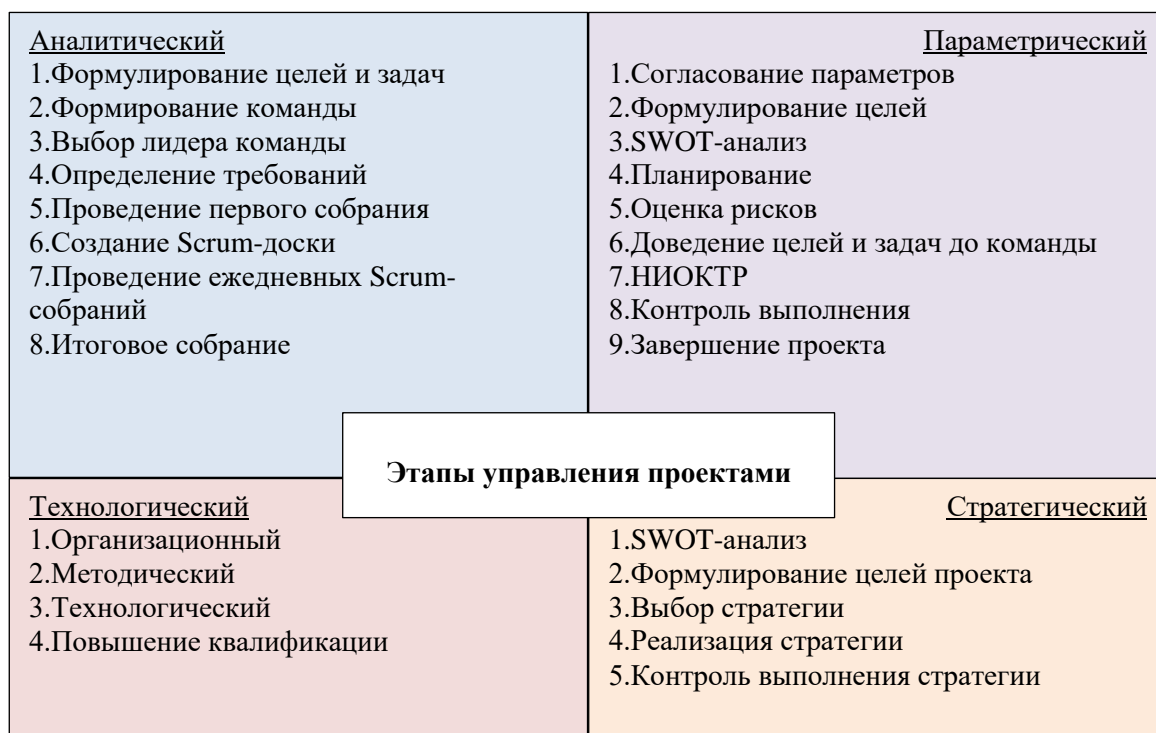 Аналитический
1.Формулирование целей и задач
2.Формирование команды
3.Выбор лидера команды
4.Определение требований
5.Проведение первого собрания
6.Создание Scrum-доски
7.Проведение ежедневных Scrum-
собраний
8.Итоговое собрание
Параметрический
1.Согласование параметров
2.Формулирование целей
3.SWOT-анализ
4.Планирование
5.Оценка рисков
6.Доведение целей и задач до команды
7.НИОКТР
8.Контроль выполнения
9.Завершение проекта
Этапы управления проектами
Технологический
1.Организационный
2.Методический
3.Технологический
4.Повышение квалификации
Стратегический
1.SWOT-анализ
2.Формулирование целей проекта
3.Выбор стратегии
4.Реализация стратегии
5.Контроль выполнения стратегии